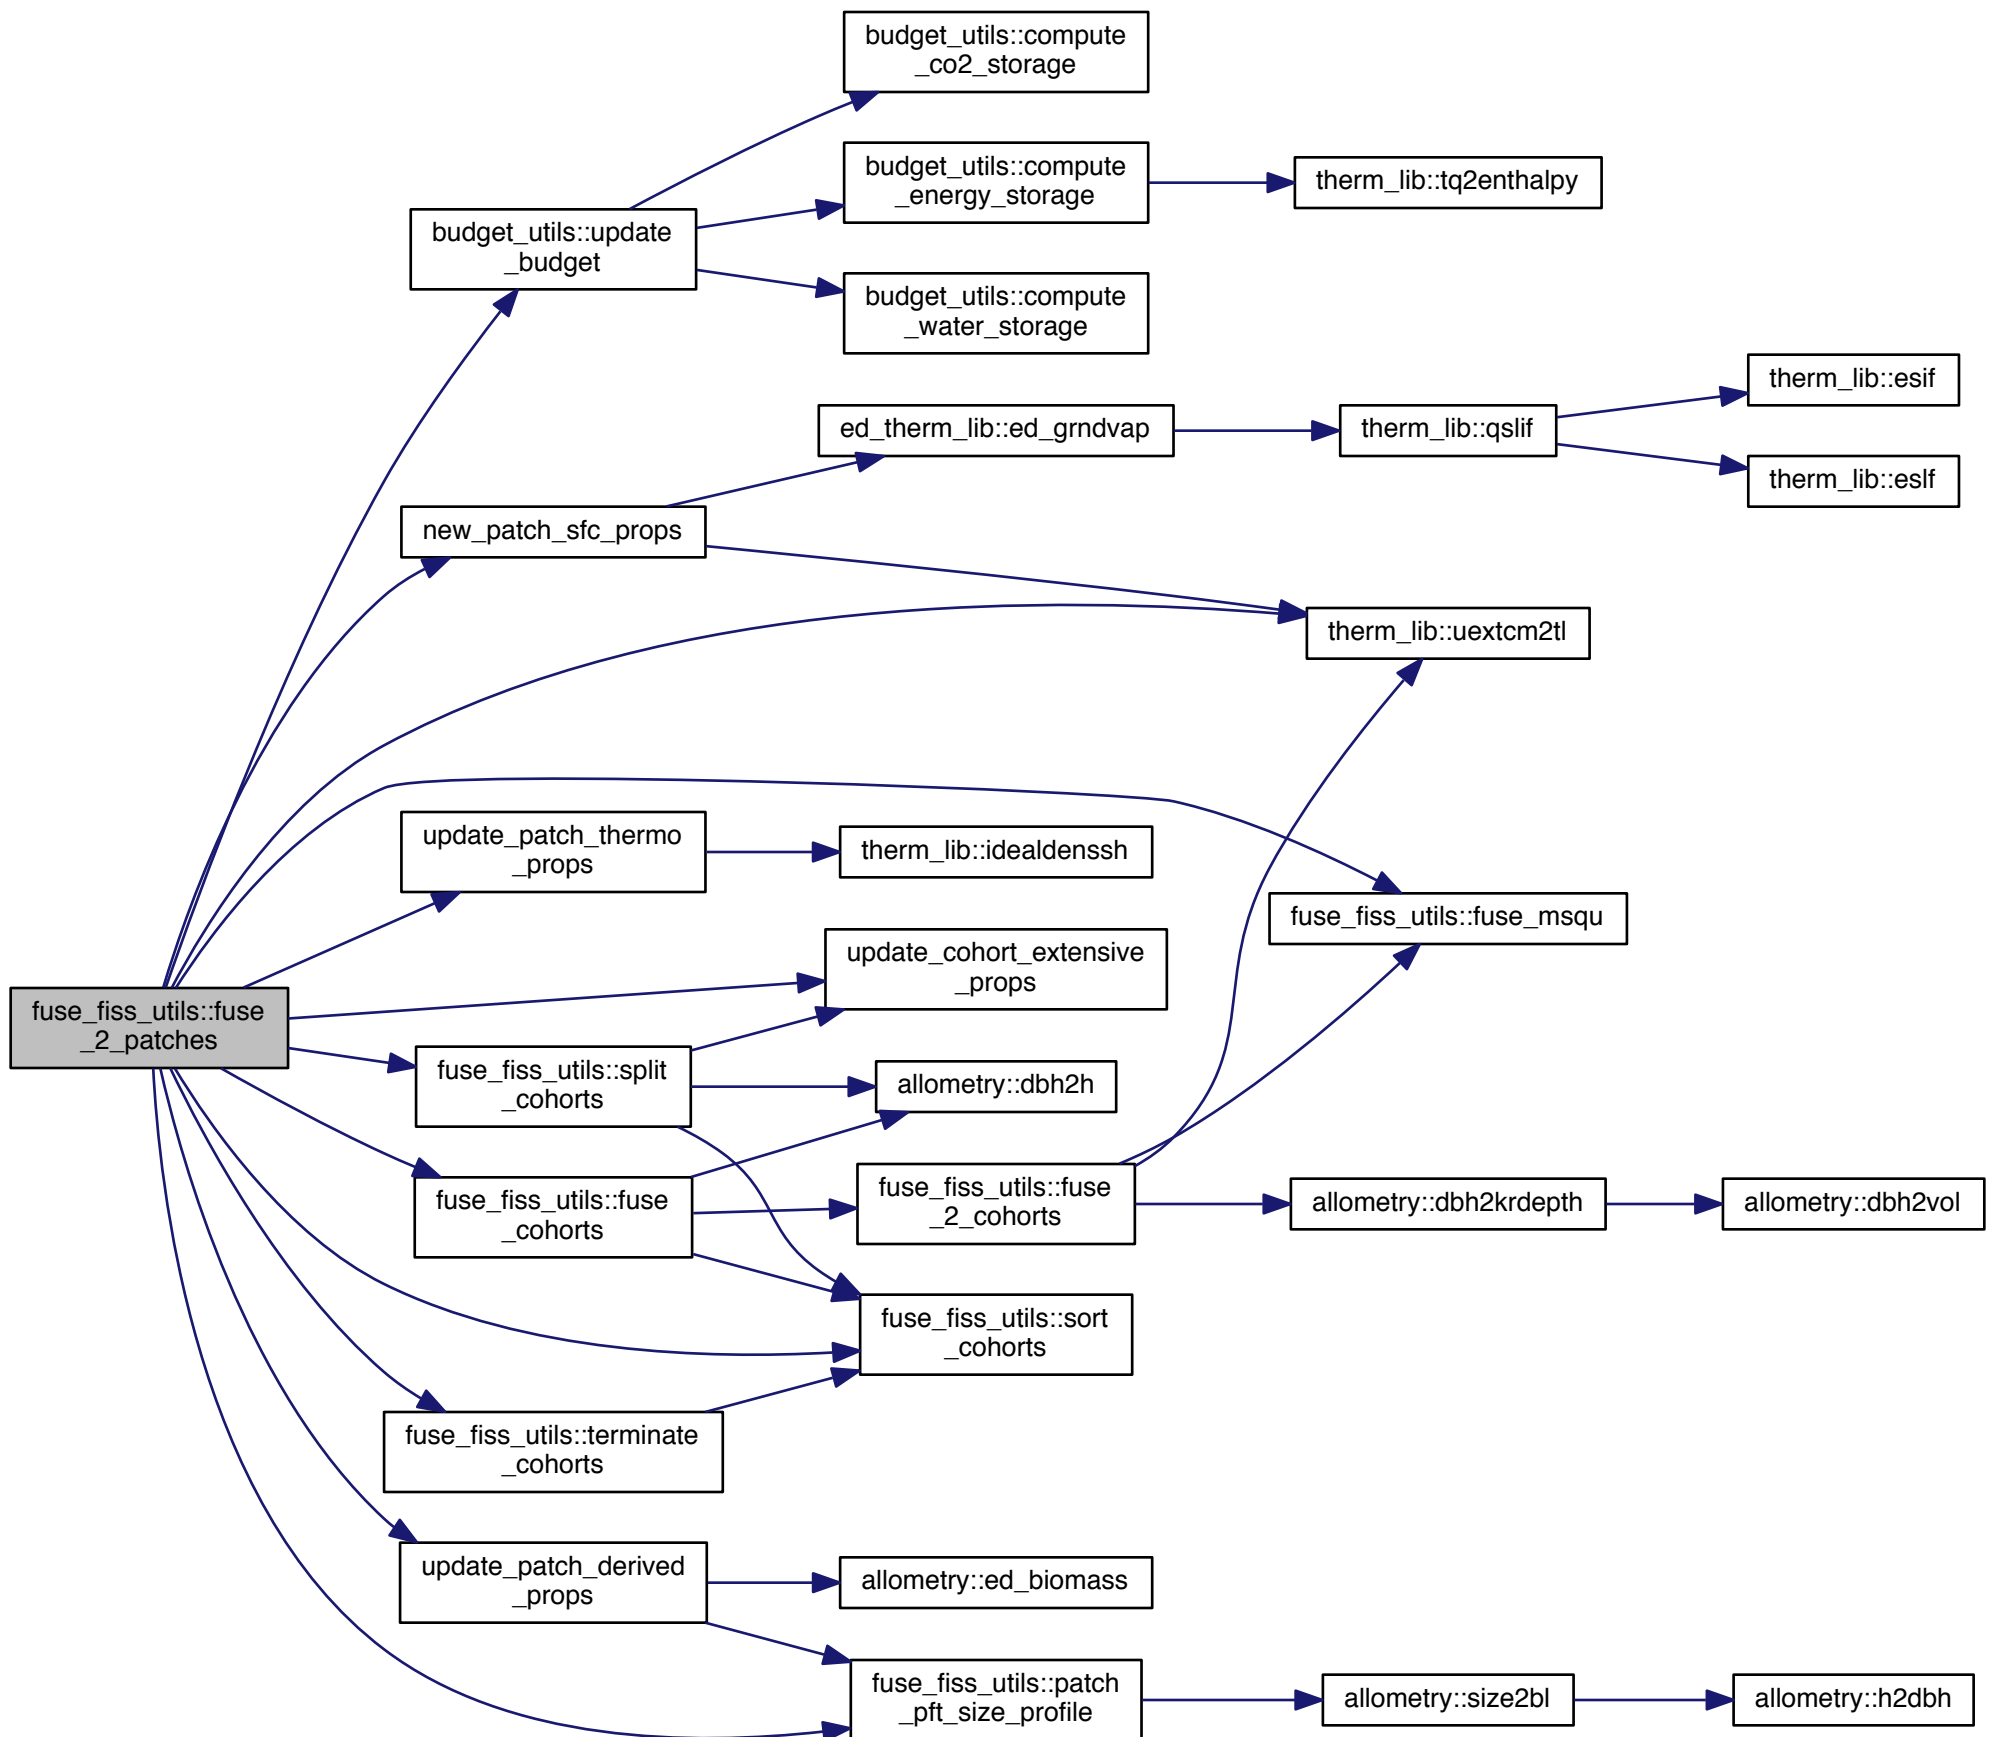 budget_utils::compute
_co2_storage
budget_utils::compute
_energy_storage
therm_lib::tq2enthalpy
budget_utils::update
_budget
budget_utils::compute
_water_storage
therm_lib::esif
ed_therm_lib::ed_grndvap
therm_lib::qslif
therm_lib::eslf
new_patch_sfc_props
therm_lib::uextcm2tl
update_patch_thermo
_props
therm_lib::idealdenssh
fuse_fiss_utils::fuse_msqu
update_cohort_extensive
_props
fuse_fiss_utils::fuse
_2_patches
fuse_fiss_utils::split
_cohorts
allometry::dbh2h
fuse_fiss_utils::fuse
_cohorts
fuse_fiss_utils::fuse
_2_cohorts
allometry::dbh2krdepth
allometry::dbh2vol
fuse_fiss_utils::sort
_cohorts
fuse_fiss_utils::terminate
_cohorts
update_patch_derived
_props
allometry::ed_biomass
fuse_fiss_utils::patch
_pft_size_profile
allometry::size2bl
allometry::h2dbh